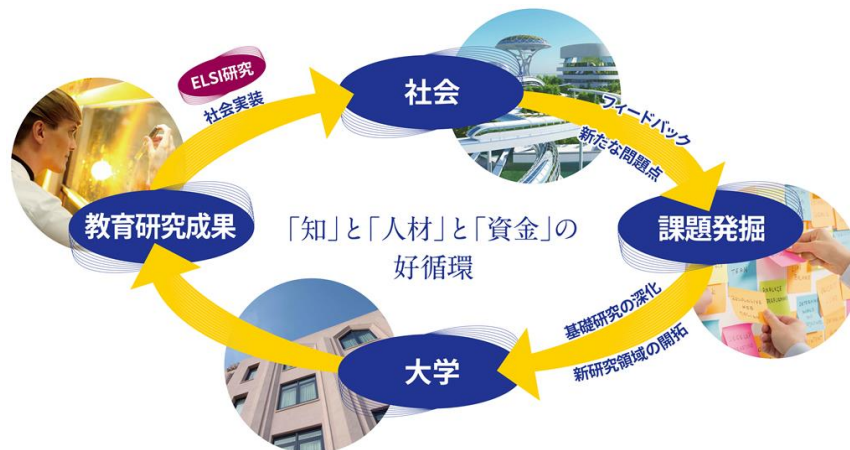 ELSI研究
社会実装
社会
フィードバック
新たな問題点
教育研究成果
「知」と「人材」と「資金」の
好循環
課題発掘
基礎研究の深化
新研究領域の開拓
大学